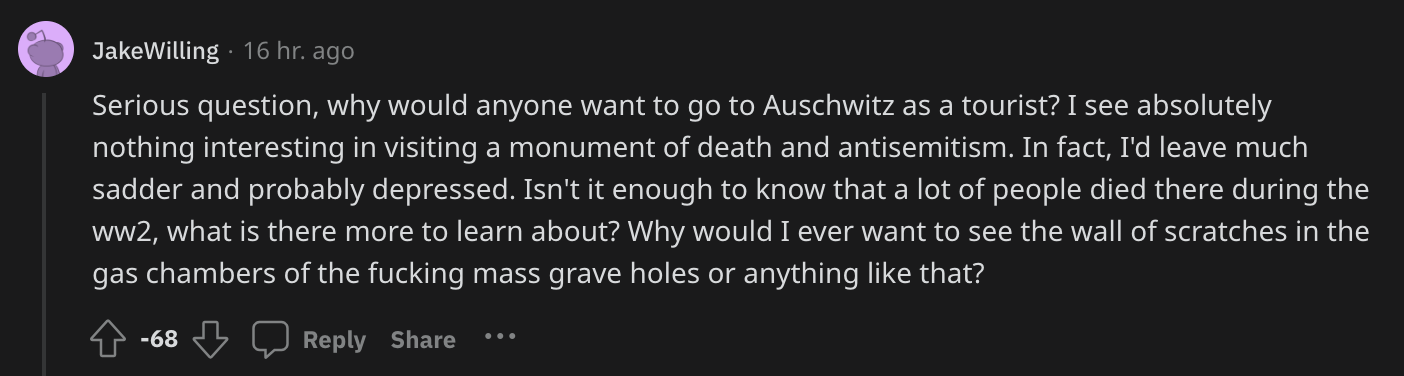 JakeWilling · 16 hr. ago
Serious question, why would anyone want to go to Auschwitz as a tourist? I see absolutely
nothing interesting in visiting a monument of death and antisemitism. In fact, I'd leave much
sadder and probably depressed. Isn't it enough to know that a lot of people died there during the
ww2, what is there more to learn about? Why would I ever want to see the wall of scratches in the
gas chambers of the fucking mass grave holes or anything like that?
-68 Reply Share ···